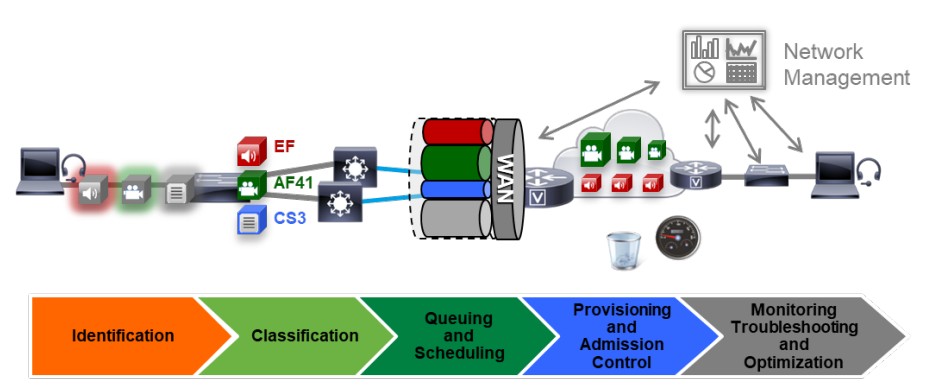 Network
Management
EF
AF41
CS3
WAN
V
V
Identification
Classification
Queuing
and
Scheduling
Provisioning
and
Admission
Control
Monitoring
Troubleshooting
and
Optimization